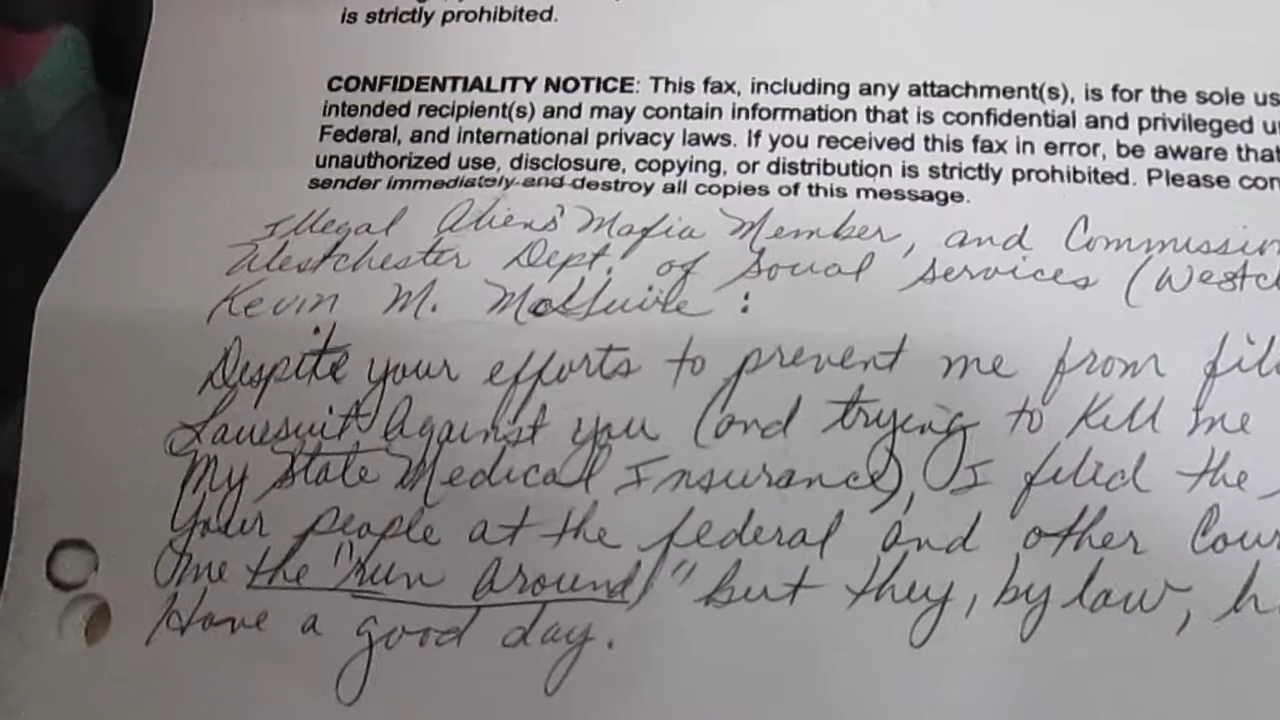 is strictly prohibited.
CONFIDENTIALITY NOTICE: This fax, including any attachment(s), is for the sole us
intended recipient(s) and may contain information that is confidential and privileged u
Federal, and international privacy laws. If you received this fax in error, be aware that
unauthorized use, disclosure, copying, or distribution is strictly prohibited. Please con
sender immediately and destroy all copies of this message.
Illegal Aliens' Mafia Member, and Commission
Westchester Dept. of Social Services (Westc
Kevin M. McGuire :
Despite your efforts to prevent me from fil
Lawsuit Against you (and trying to kill me
My State Medical Insurance), I filed the
Your people at the federal and other Cour
me the "run around" but they, by law, h
Have a good day.